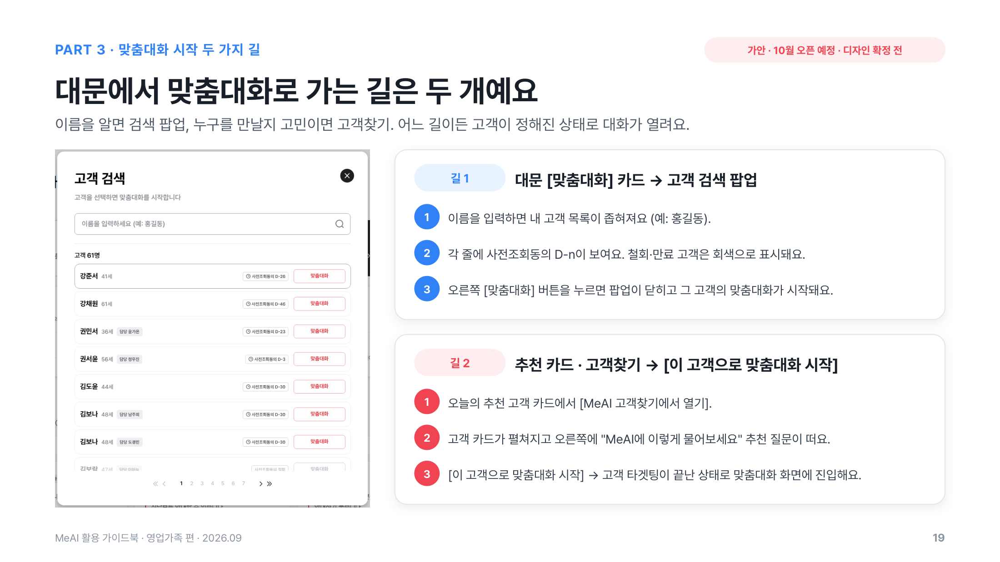 PART 3 · 맞춤대화 시작 두 가지 길
가안 · 10월 오픈 예정 · 디자인 확정 전
대문에서 맞춤대화로 가는 길은 두 개예요
이름을 알면 검색 팝업, 누구를 만날지 고민이면 고객찾기. 어느 길이든 고객이 정해진 상태로 대화가 열려요.
고객 검색
고객을 선택하면 맞춤대화를 시작합니다
이름을 입력하세요 (예: 홍길동)
고객 61명
강준서 41세 사전조회동의 D-26 맞춤대화
강채원 61세 사전조회동의 D-46 맞춤대화
권민서 36세 담당 윤가은 사전조회동의 D-23 맞춤대화
권서윤 56세 담당 정우진 사전조회동의 D-3 맞춤대화
김도윤 44세 사전조회동의 D-30 맞춤대화
김보나 48세 담당 남주희 사전조회동의 D-30 맞춤대화
김보나 48세 담당 도경민 사전조회동의 D-30 맞춤대화
김보람 47세 담당 이하늘 사전조회동의 철회 맞춤대화
1 2 3 4 5 6 7
길 1 대문 [맞춤대화] 카드 → 고객 검색 팝업
1 이름을 입력하면 내 고객 목록이 좁혀져요 (예: 홍길동).
2 각 줄에 사전조회동의 D-n이 보여요. 철회·만료 고객은 회색으로 표시돼요.
3 오른쪽 [맞춤대화] 버튼을 누르면 팝업이 닫히고 그 고객의 맞춤대화가 시작돼요.
길 2 추천 카드 · 고객찾기 → [이 고객으로 맞춤대화 시작]
1 오늘의 추천 고객 카드에서 [MeAI 고객찾기에서 열기].
2 고객 카드가 펼쳐지고 오른쪽에 "MeAI에 이렇게 물어보세요" 추천 질문이 떠요.
3 [이 고객으로 맞춤대화 시작] → 고객 타겟팅이 끝난 상태로 맞춤대화 화면에 진입해요.
MeAI 활용 가이드북 · 영업가족 편 · 2026.09
19